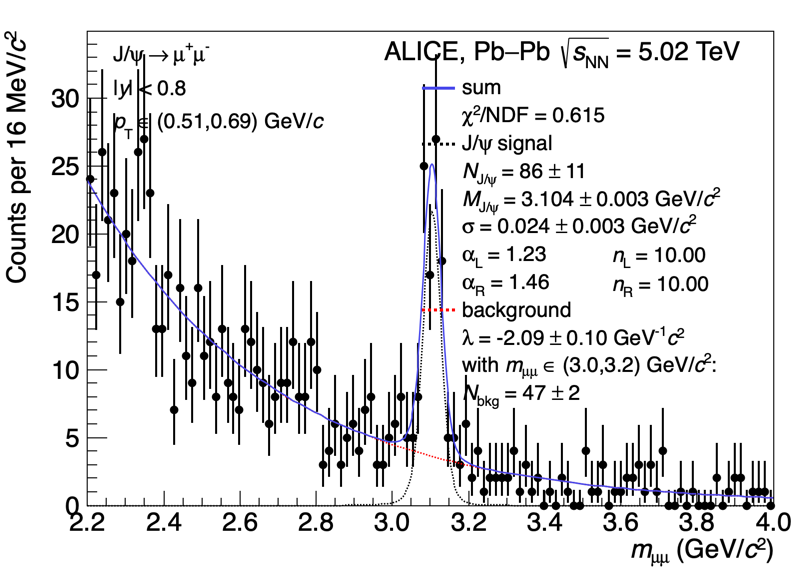 J/ψ → μ⁺μ⁻
|y| < 0.8
p_T ∈ (0.51,0.69) GeV/c
ALICE, Pb–Pb √s_NN = 5.02 TeV
sum
χ²/NDF = 0.615
J/ψ signal
N_J/ψ = 86 ± 11
M_J/ψ = 3.104 ± 0.003 GeV/c²
σ = 0.024 ± 0.003 GeV/c²
α_L = 1.23 n_L = 10.00
α_R = 1.46 n_R = 10.00
background
λ = -2.09 ± 0.10 GeV⁻¹c²
with m_μμ ∈ (3.0,3.2) GeV/c²:
N_bkg = 47 ± 2
Counts per 16 MeV/c²
30
25
20
15
10
5
0
2.2 2.4 2.6 2.8 3.0 3.2 3.4 3.6 3.8 4.0
m_μμ (GeV/c²)